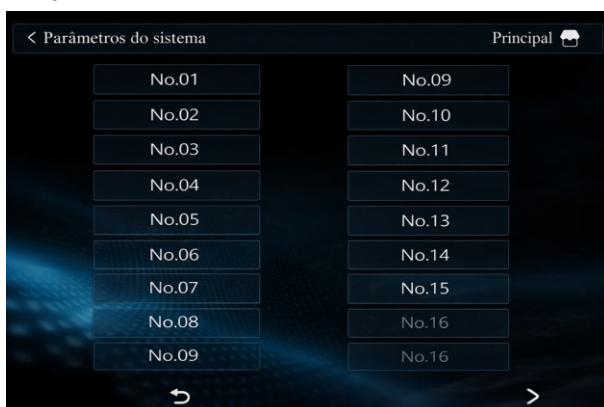 < Parâmetros do sistema Principal
No.01 No.09
No.02 No.10
No.03 No.11
No.04 No.12
No.05 No.13
No.06 No.14
No.07 No.15
No.08 No.16
No.09 No.16
>